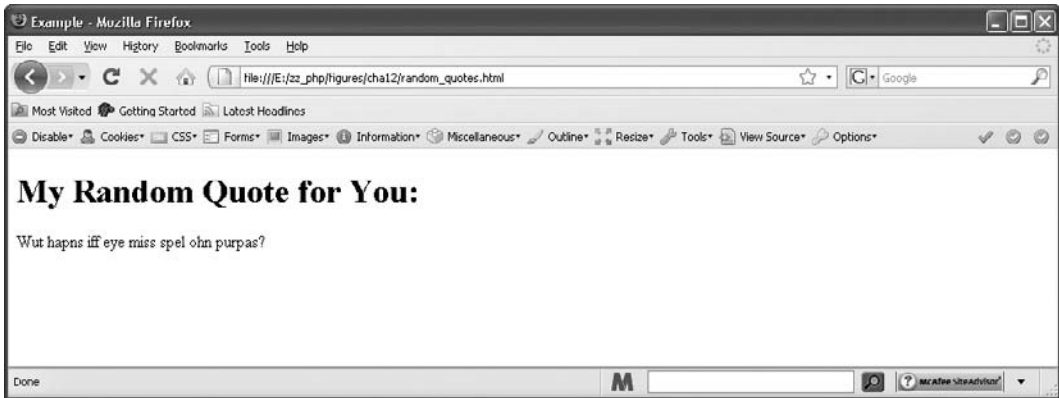 Example - Mozilla Firefox
File Edit View History Bookmarks Tools Help
file:///E:/zz_php/figures/cha12/random_quotes.html Google
Most Visited Getting Started Latest Headlines
Disable Cookies CSS Forms Images Information Miscellaneous Outline Resize Tools View Source Options
My Random Quote for You:
Wut hapns iff eye miss spel ohn purpas?
Done M McAfee SiteAdvisor